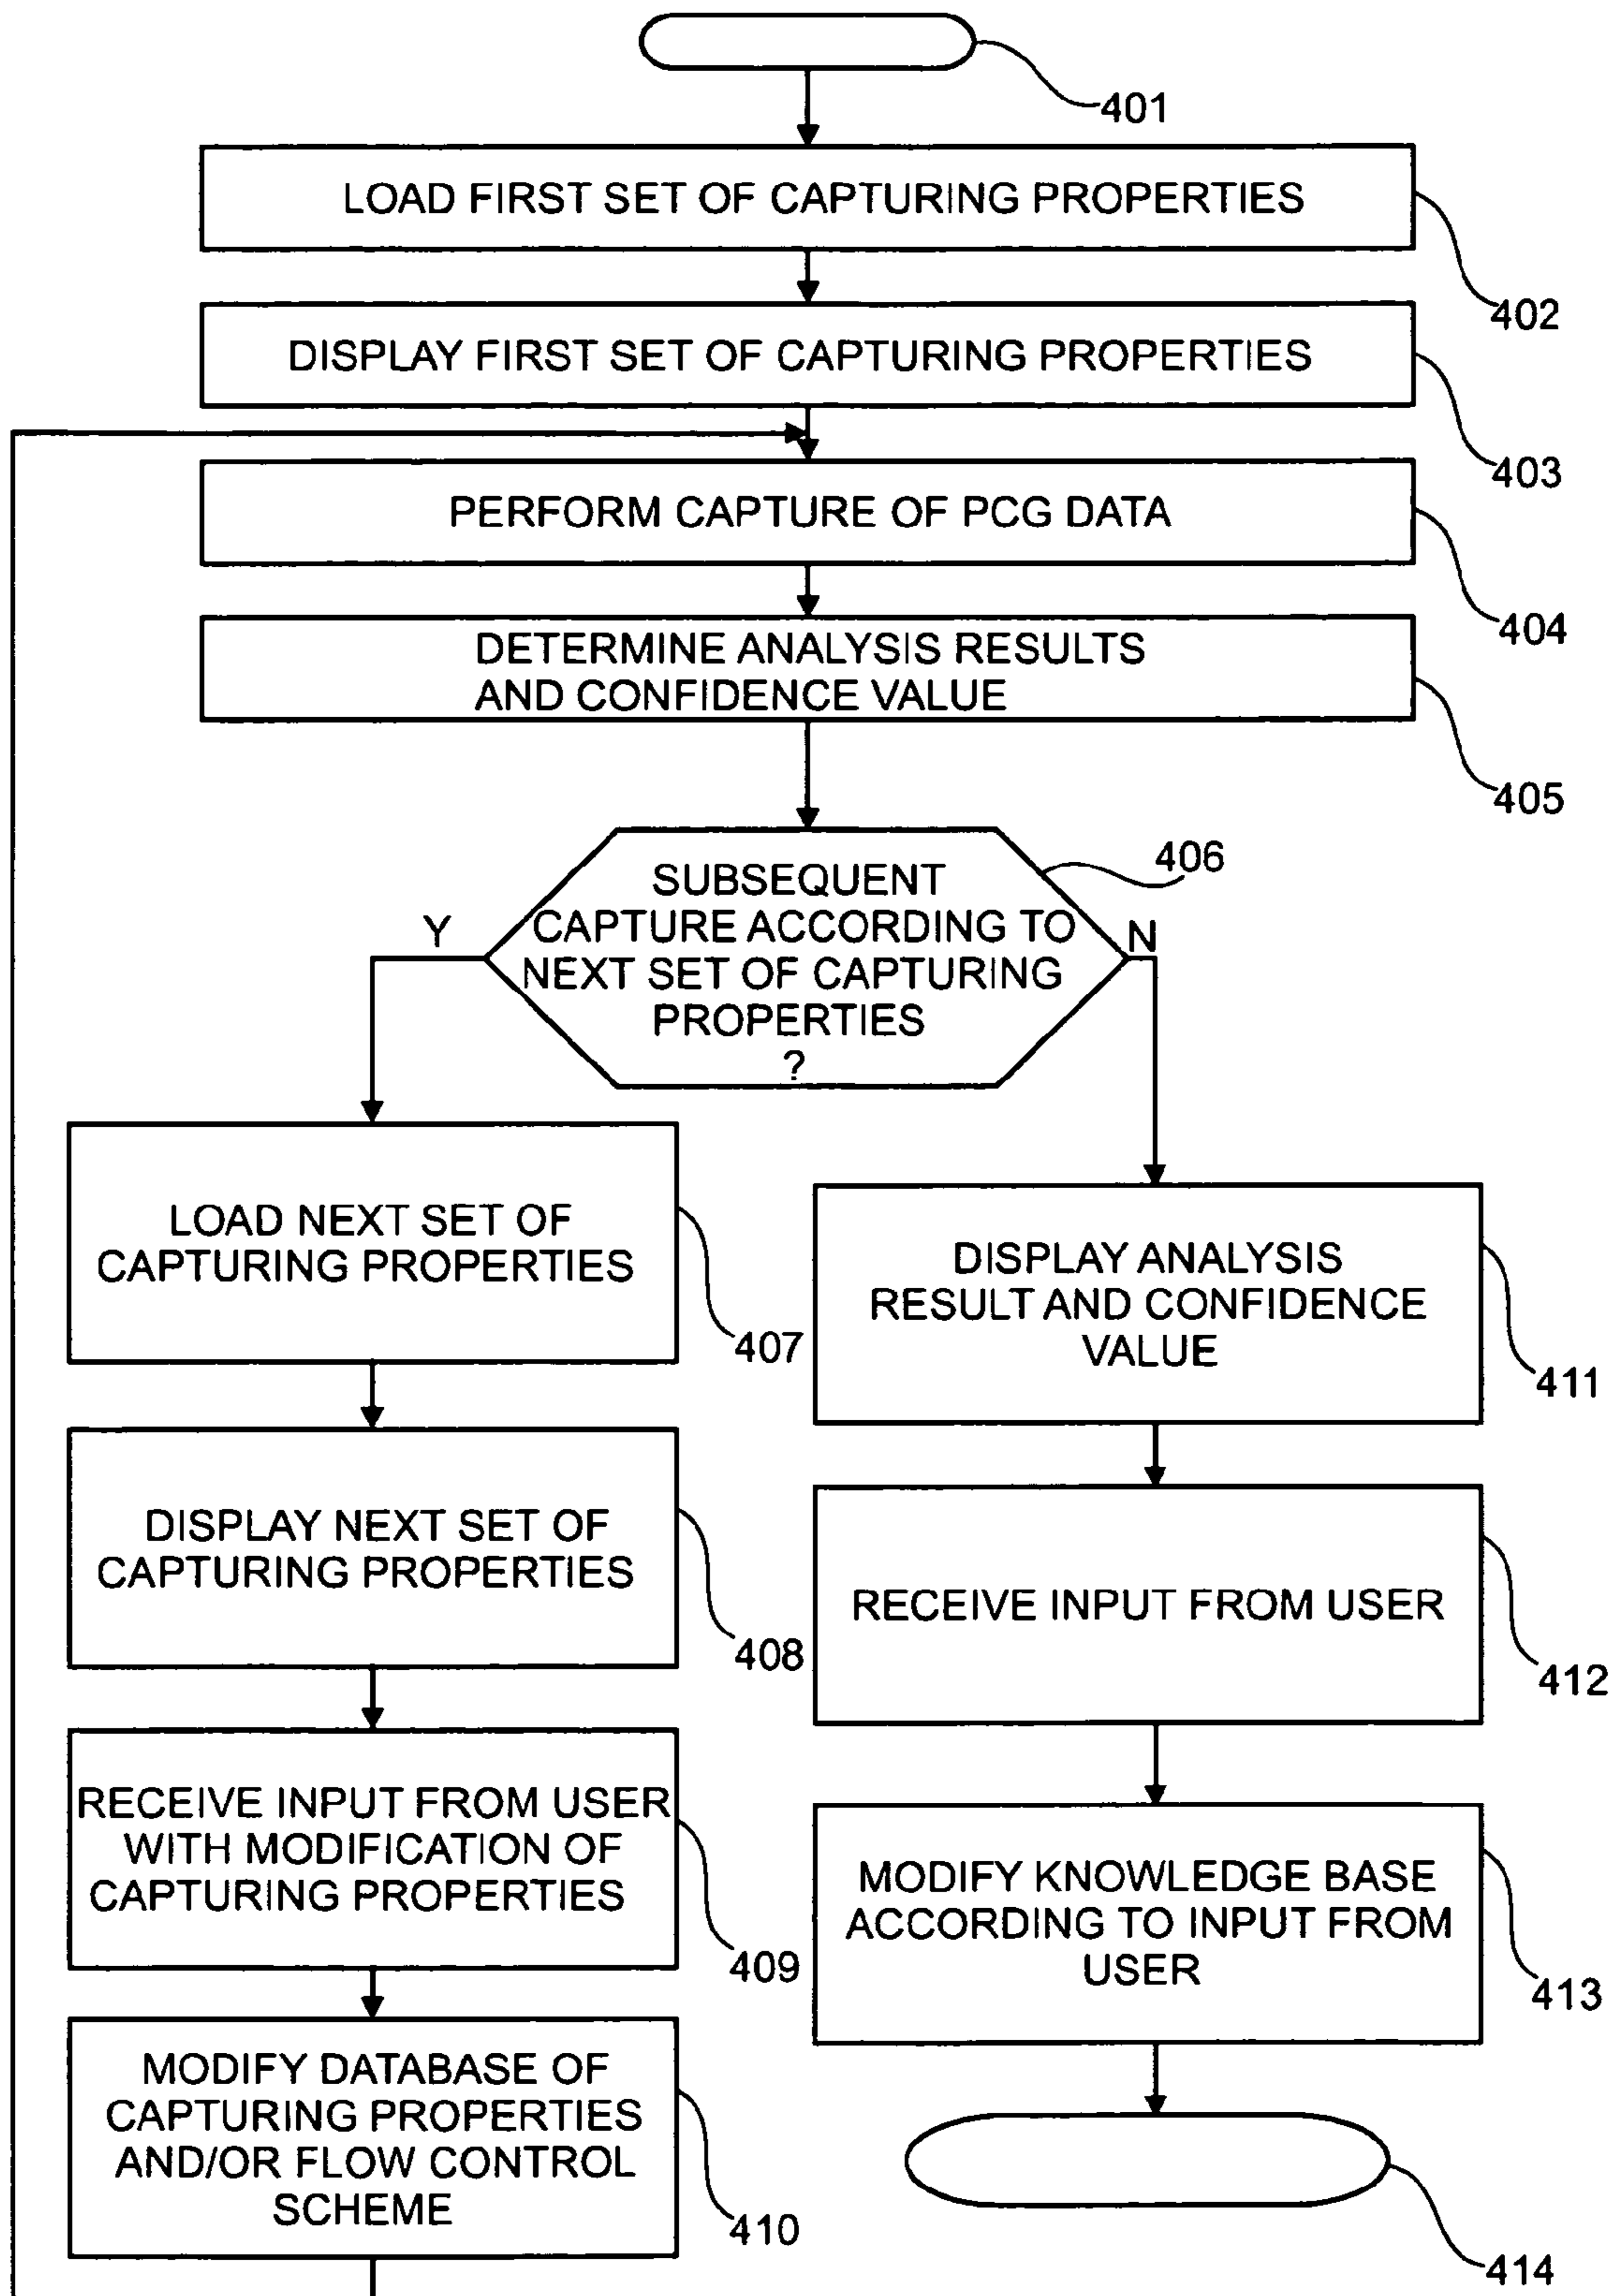 401
LOAD FIRST SET OF CAPTURING PROPERTIES
402
DISPLAY FIRST SET OF CAPTURING PROPERTIES
403
PERFORM CAPTURE OF PCG DATA
404
DETERMINE ANALYSIS RESULTS
AND CONFIDENCE VALUE
405
406
SUBSEQUENT
CAPTURE ACCORDING TO
NEXT SET OF CAPTURING
PROPERTIES
?
Y
N
LOAD NEXT SET OF
CAPTURING PROPERTIES
407
DISPLAY NEXT SET OF
CAPTURING PROPERTIES
408
RECEIVE INPUT FROM USER
WITH MODIFICATION OF
CAPTURING PROPERTIES
409
MODIFY DATABASE OF
CAPTURING PROPERTIES
AND/OR FLOW CONTROL
SCHEME
410
DISPLAY ANALYSIS
RESULT AND CONFIDENCE
VALUE
411
RECEIVE INPUT FROM USER
412
MODIFY KNOWLEDGE BASE
ACCORDING TO INPUT FROM
USER
413
414